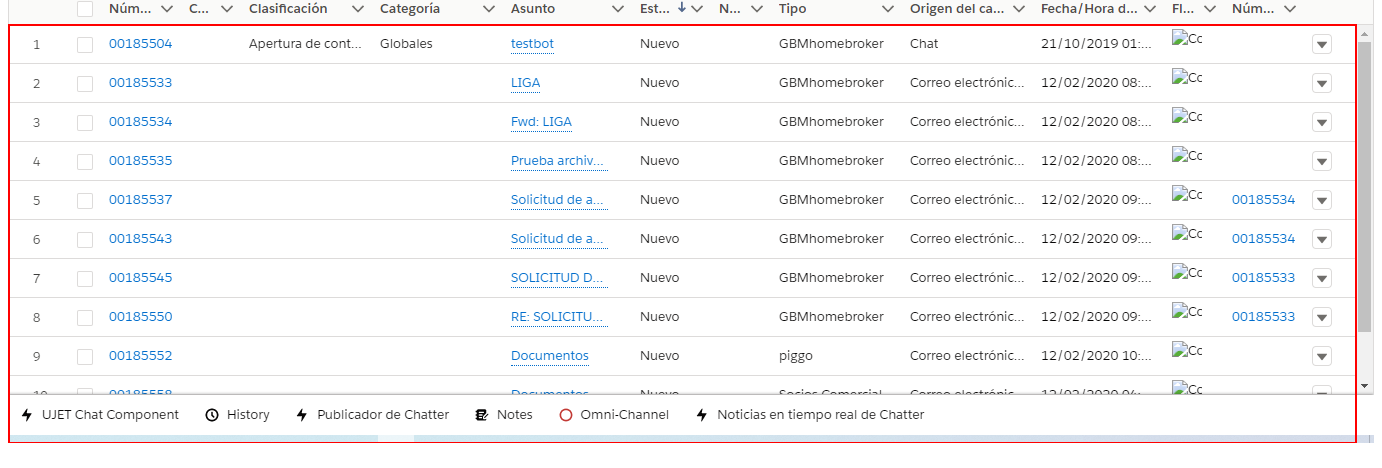 Núm... C... Clasificación Categoría Asunto Est... N... Tipo Origen del ca... Fecha/Hora d... Fl... Núm...
1 00185504 Apertura de cont... Globales testbot Nuevo GBMhomebroker Chat 21/10/2019 01:... Cc
2 00185533 LIGA Nuevo GBMhomebroker Correo electrónic... 12/02/2020 08:... Cc
3 00185534 Fwd: LIGA Nuevo GBMhomebroker Correo electrónic... 12/02/2020 08:... Cc
4 00185535 Prueba archiv... Nuevo GBMhomebroker Correo electrónic... 12/02/2020 08:... Cc
5 00185537 Solicitud de a... Nuevo GBMhomebroker Correo electrónic... 12/02/2020 09:... Cc 00185534
6 00185543 Solicitud de a... Nuevo GBMhomebroker Correo electrónic... 12/02/2020 09:... Cc 00185534
7 00185545 SOLICITUD D... Nuevo GBMhomebroker Correo electrónic... 12/02/2020 09:... Cc 00185533
8 00185550 RE: SOLICITU... Nuevo GBMhomebroker Correo electrónic... 12/02/2020 09:... Cc 00185533
9 00185552 Documentos Nuevo piggo Correo electrónic... 12/02/2020 10:... Cc
10 00185558 Documentos Nuevo Socios Comercial... Correo electrónic... 12/02/2020 04:... Cc
UJET Chat Component History Publicador de Chatter Notes Omni-Channel Noticias en tiempo real de Chatter